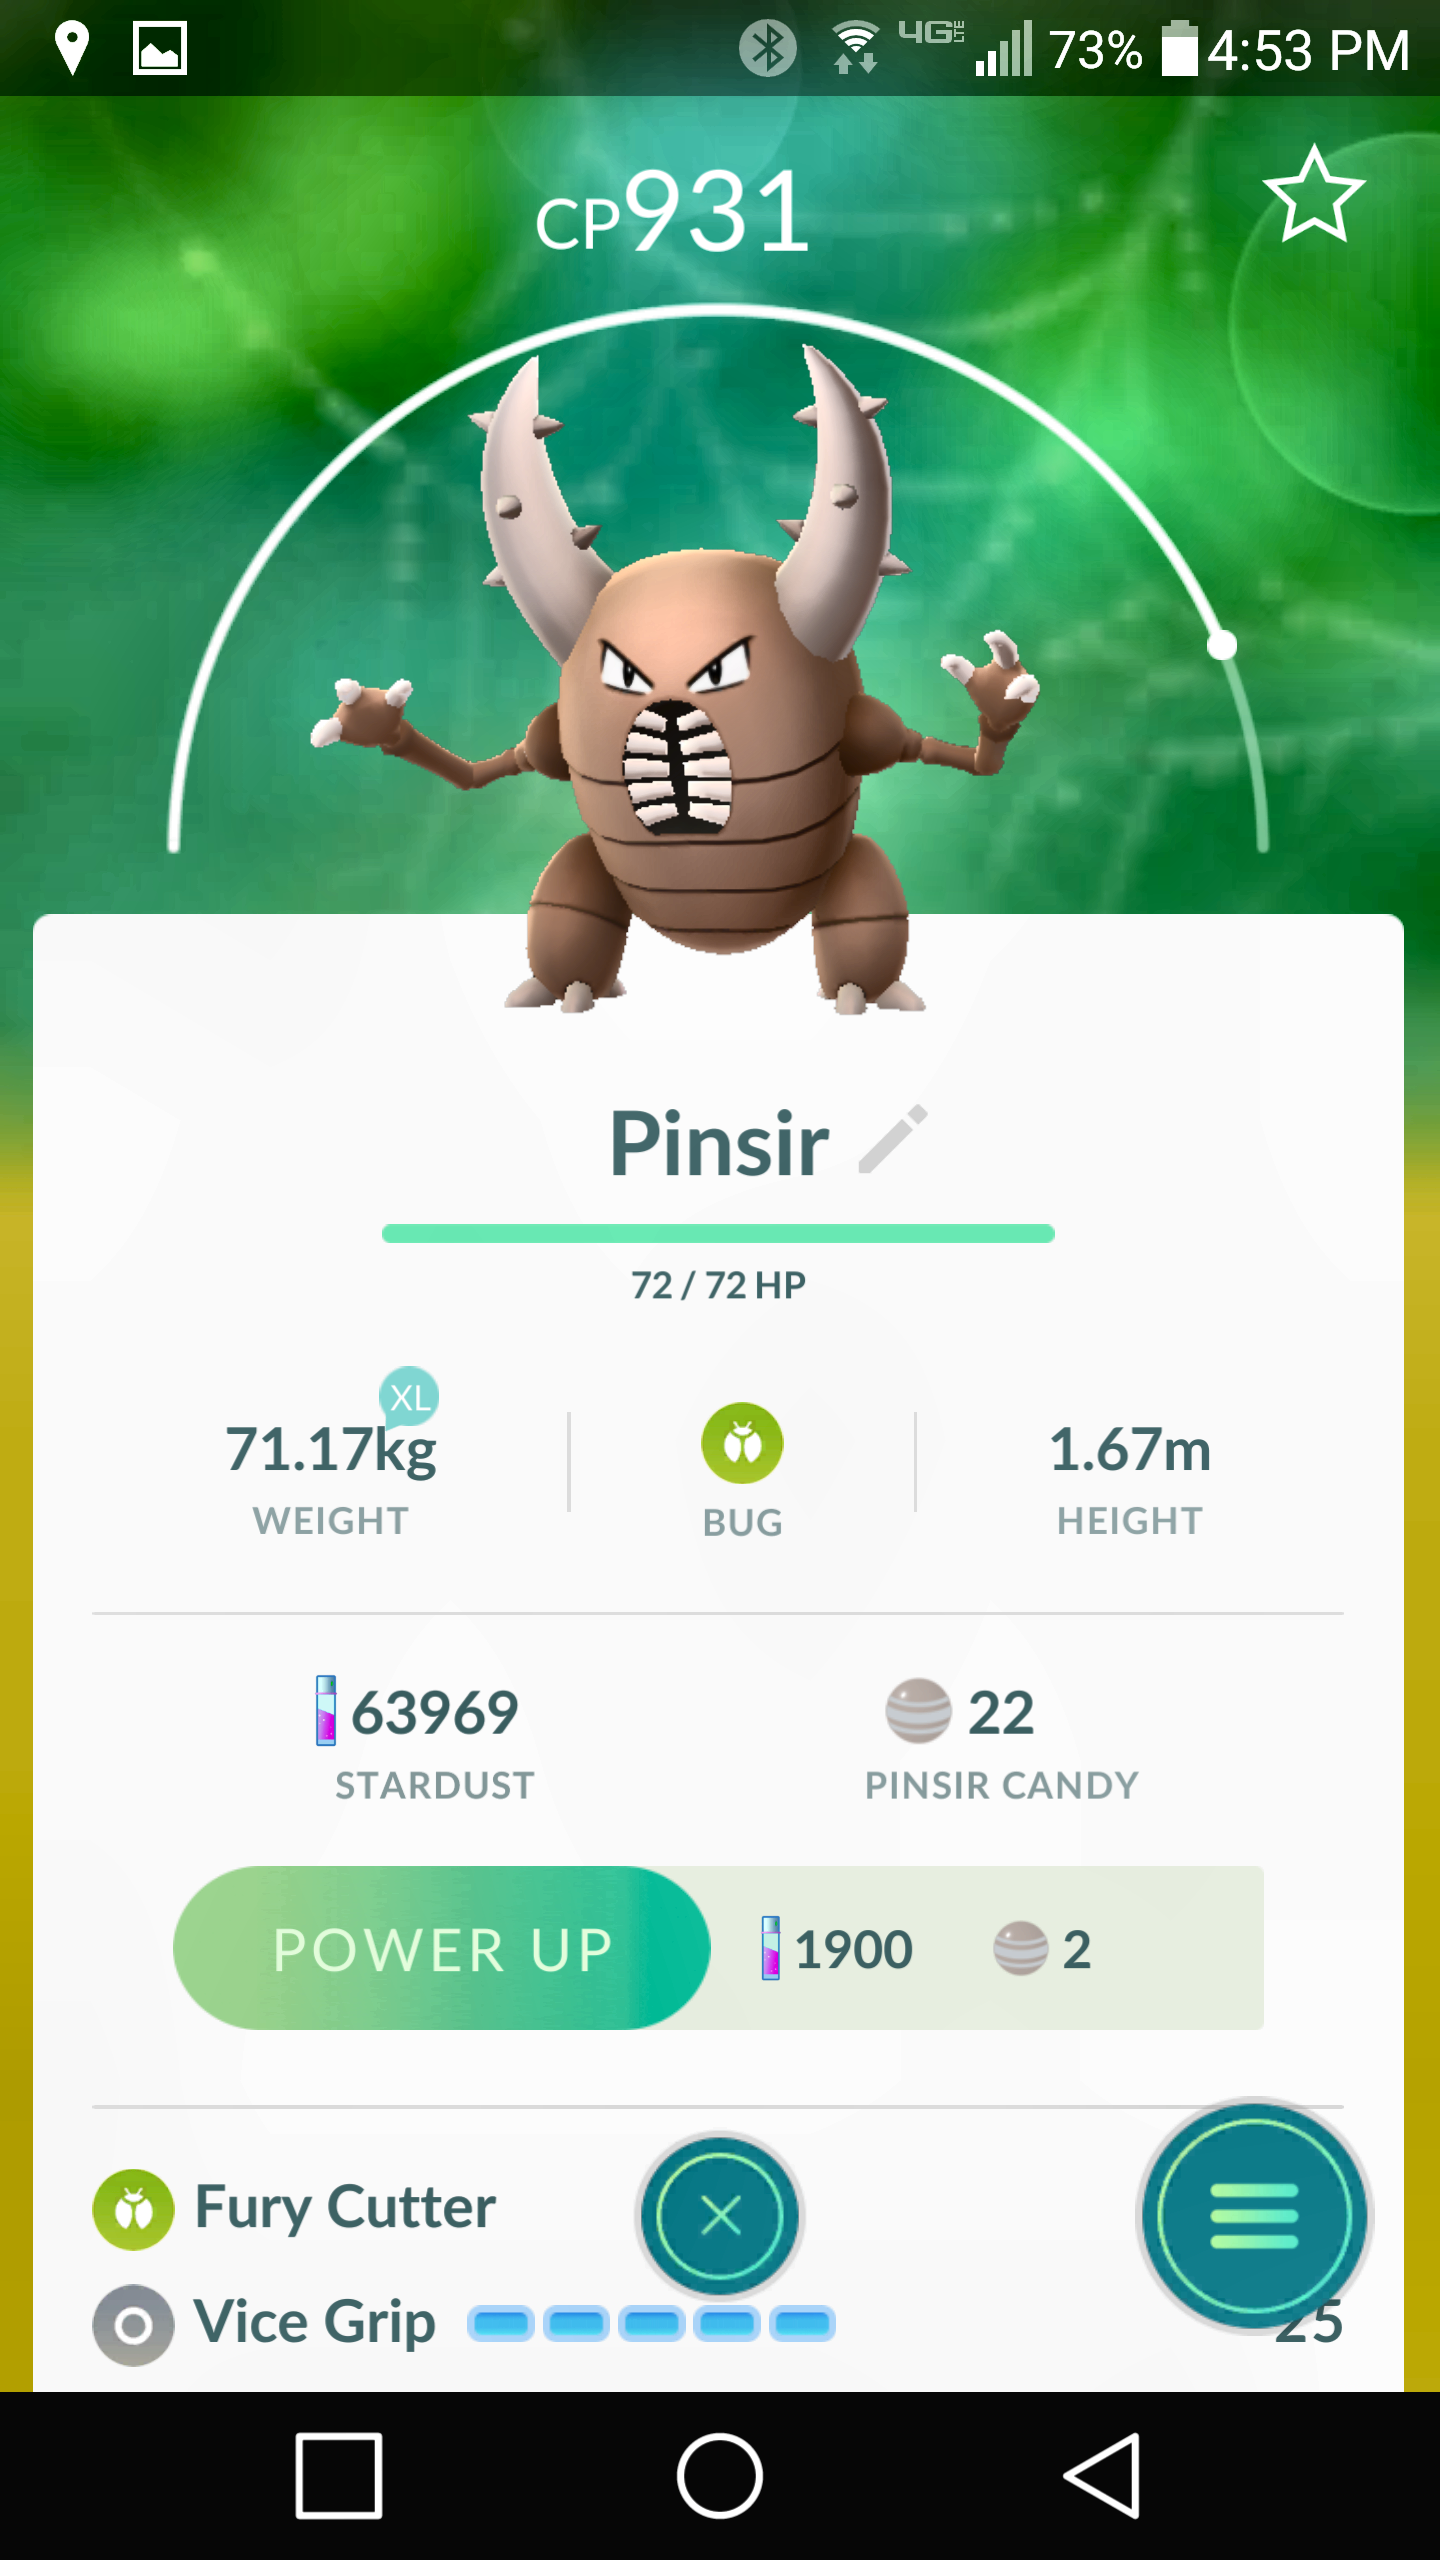 4G LTE 73% 4:53 PM
CP931
Pinsir
72 / 72 HP
XL
71.17kg 1.67m
WEIGHT BUG HEIGHT
63969 22
STARDUST PINSIR CANDY
POWER UP 1900 2
Fury Cutter
Vice Grip 25